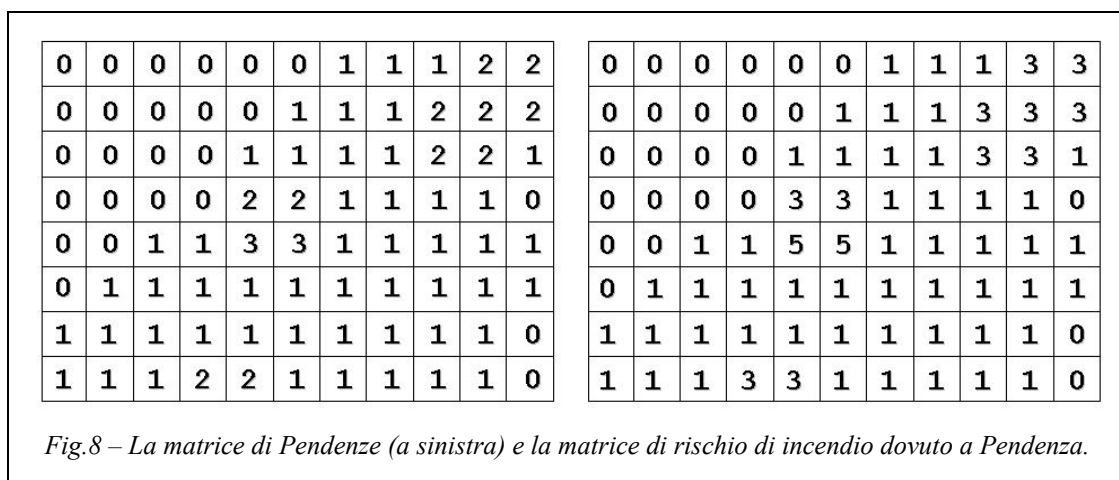 0 0 0 0 0 0 1 1 1 2 2
0 0 0 0 0 1 1 1 2 2 2
0 0 0 0 1 1 1 1 2 2 1
0 0 0 0 2 2 1 1 1 1 0
0 0 1 1 3 3 1 1 1 1 1
0 1 1 1 1 1 1 1 1 1 1
1 1 1 1 1 1 1 1 1 1 0
1 1 1 2 2 1 1 1 1 1 0
0 0 0 0 0 0 1 1 1 3 3
0 0 0 0 0 1 1 1 3 3 3
0 0 0 0 1 1 1 1 3 3 1
0 0 0 0 3 3 1 1 1 1 0
0 0 1 1 5 5 1 1 1 1 1
0 1 1 1 1 1 1 1 1 1 1
1 1 1 1 1 1 1 1 1 1 0
1 1 1 3 3 1 1 1 1 1 0
Fig.8 – La matrice di Pendenze (a sinistra) e la matrice di rischio di incendio dovuto a Pendenza.